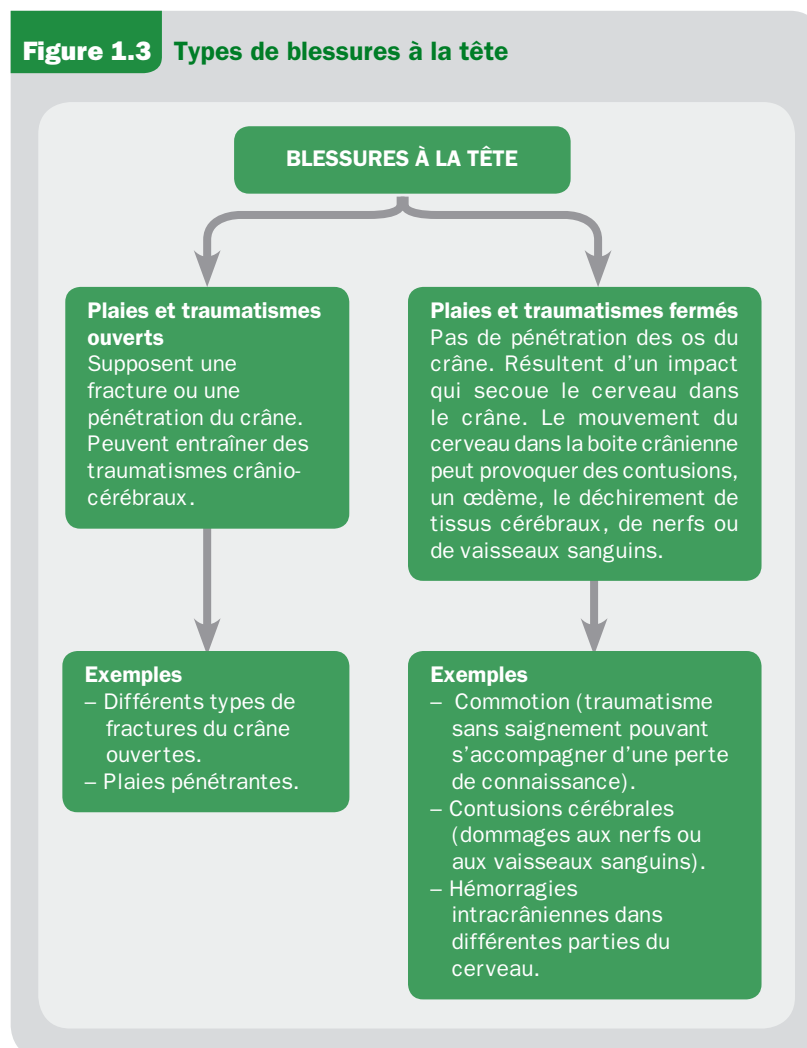 Figure 1.3 Types de blessures à la tête
BLESSURES À LA TÊTE
Plaies et traumatismes
ouverts
Supposent une
fracture ou une
pénétration du crâne.
Peuvent entraîner des
traumatismes crânio-
cérébraux.
Plaies et traumatismes fermés
Pas de pénétration des os du
crâne. Résultent d'un impact
qui secoue le cerveau dans
le crâne. Le mouvement du
cerveau dans la boite crânienne
peut provoquer des contusions,
un œdème, le déchirement de
tissus cérébraux, de nerfs ou
de vaisseaux sanguins.
Exemples
– Différents types de
fractures du crâne
ouvertes.
– Plaies pénétrantes.
Exemples
– Commotion (traumatisme
sans saignement pouvant
s'accompagner d'une perte
de connaissance).
– Contusions cérébrales
(dommages aux nerfs ou
aux vaisseaux sanguins).
– Hémorragies
intracrâniennes dans
différentes parties du
cerveau.